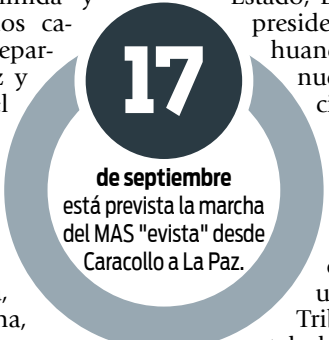 17
de septiembre
está prevista la marcha
del MAS "evista" desde
Caracollo a La Paz.